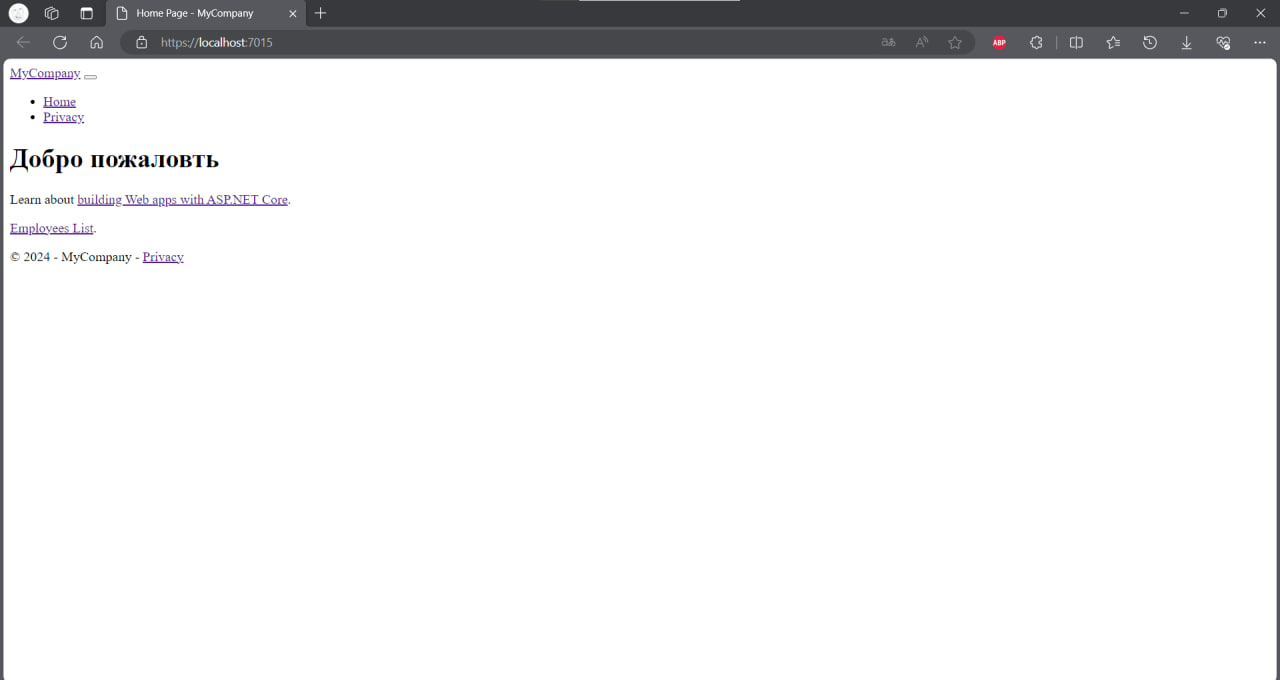 Home Page - MyCompany
https://localhost:7015
ABP
MyCompany
Home
Privacy
Добро пожаловть
Learn about building Web apps with ASP.NET Core.
Employees List.
© 2024 - MyCompany - Privacy